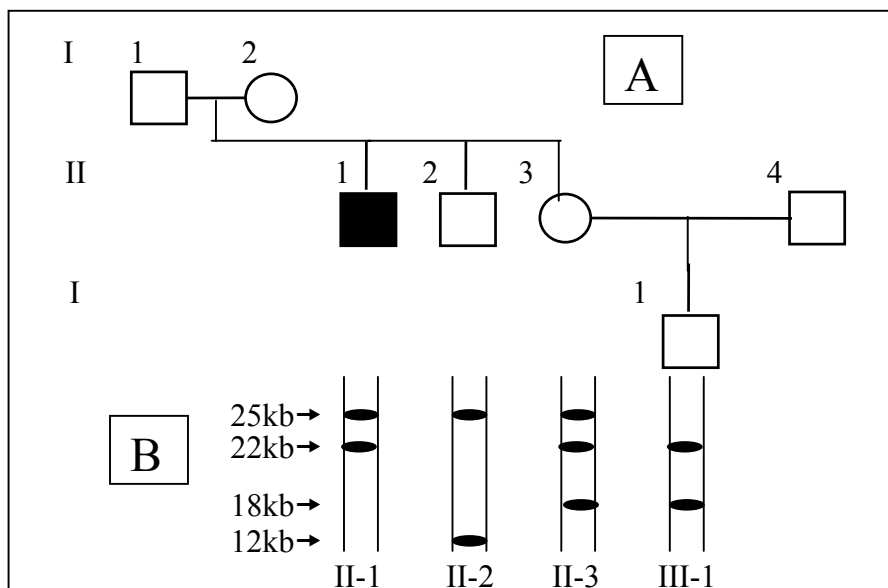 I 1 2 A
II 1 2 3 4
I 1
25kb
22kb
B
18kb
12kb
II-1 II-2 II-3 III-1